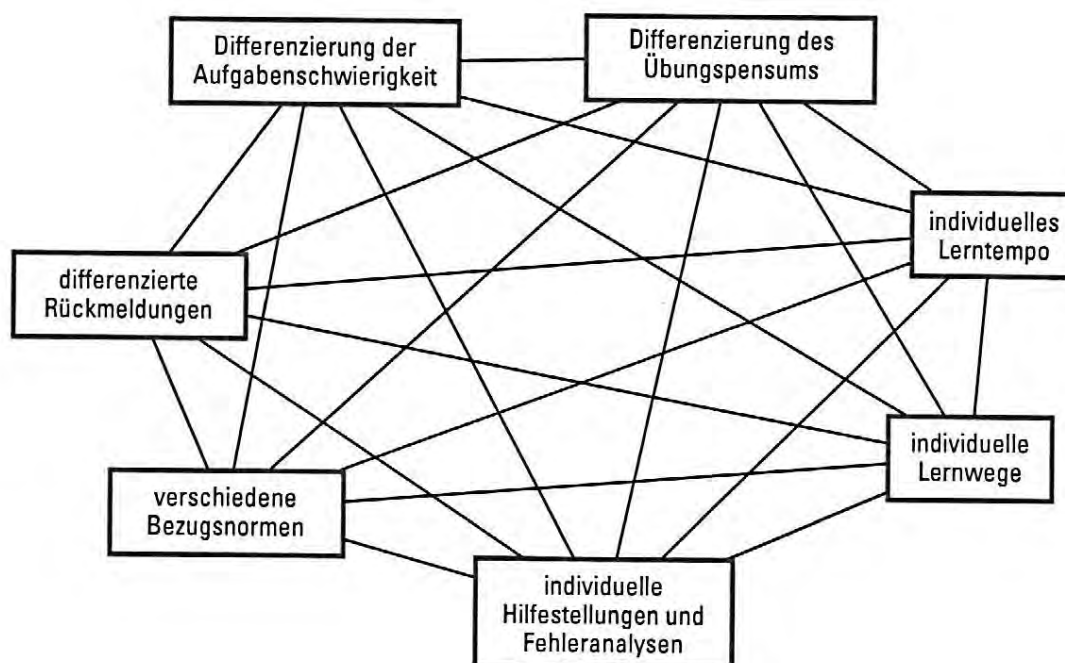 Differenzierung der
Aufgabenschwierigkeit
Differenzierung des
Übungspensums
individuelles
Lerntempo
differenzierte
Rückmeldungen
individuelle
Lernwege
verschiedene
Bezugsnormen
individuelle
Hilfestellungen und
Fehleranalysen